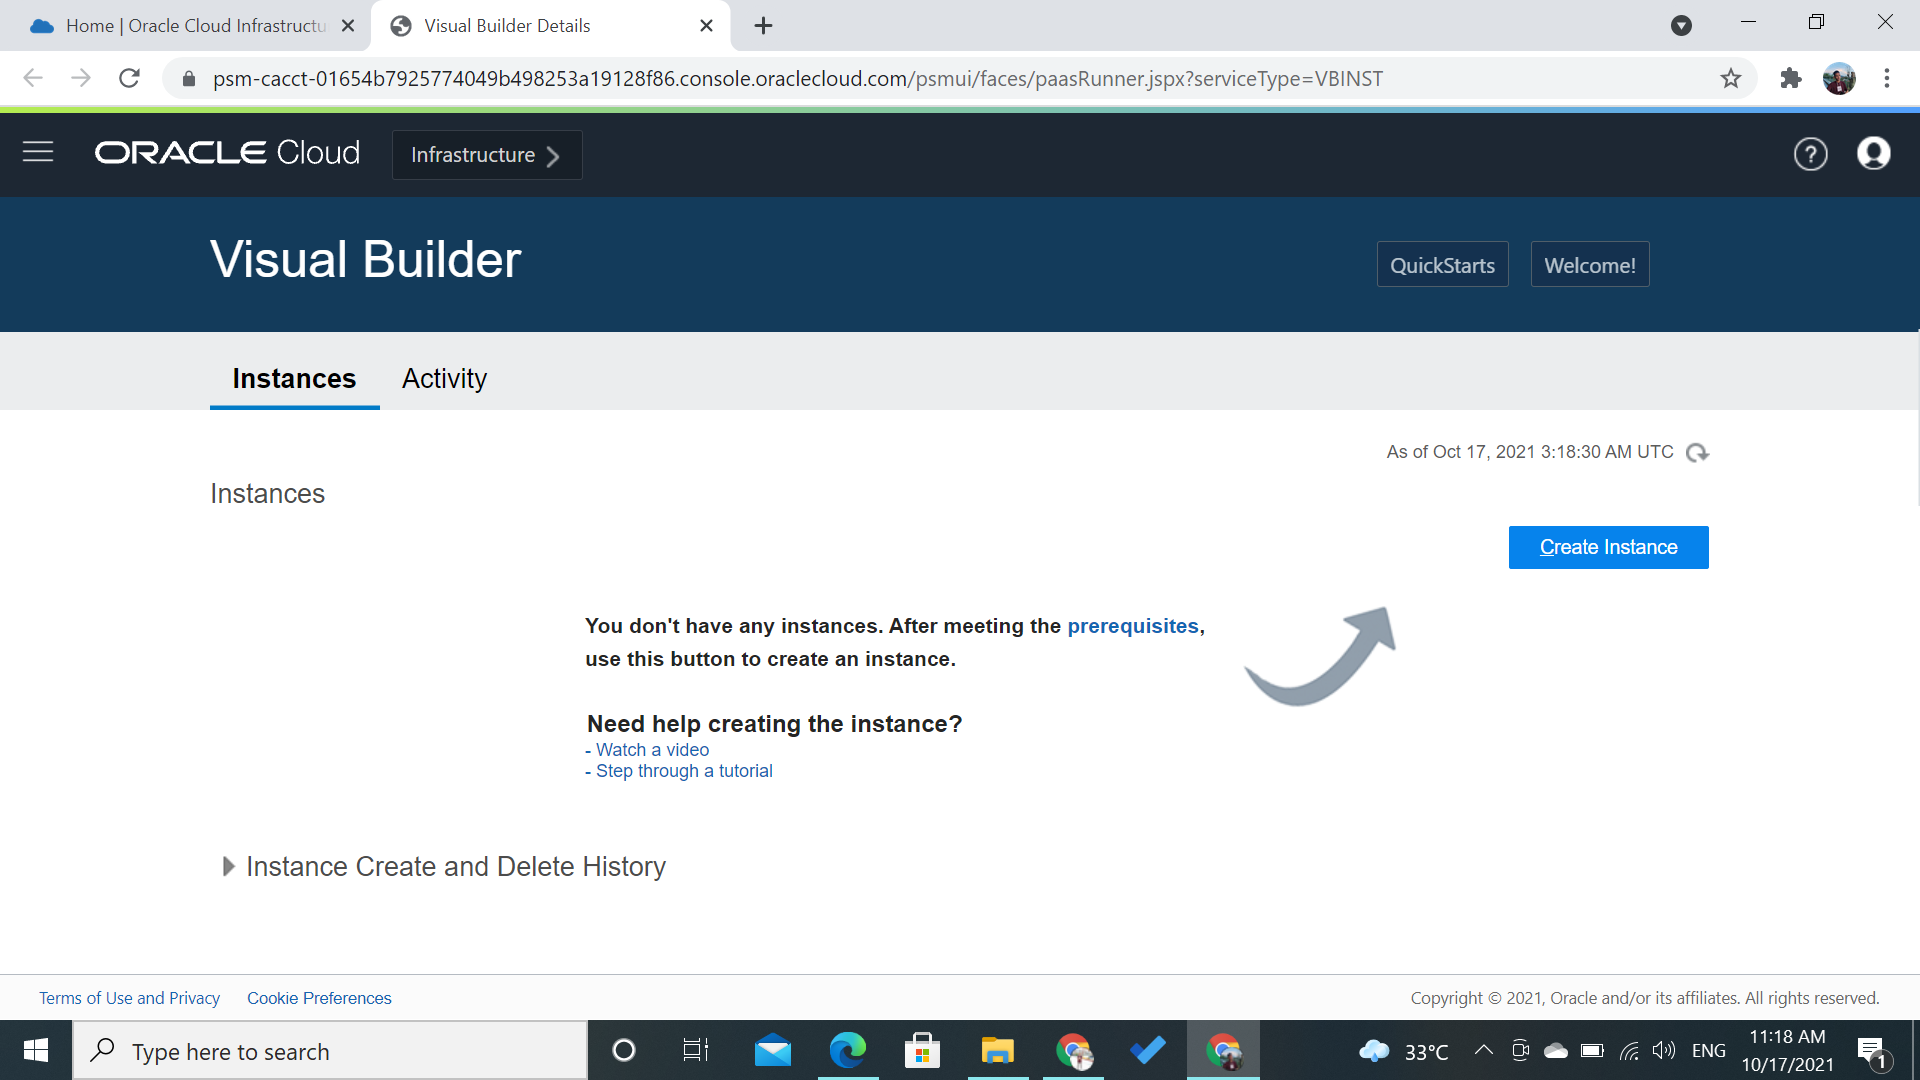 Home | Oracle Cloud Infrastructu
Visual Builder Details
psm-cacct-01654b7925774049b498253a19128f86.console.oraclecloud.com/psmui/faces/paasRunner.jspx?serviceType=VBINST
ORACLE Cloud
Infrastructure
Visual Builder
QuickStarts
Welcome!
Instances
Activity
As of Oct 17, 2021 3:18:30 AM UTC
Instances
Create Instance
You don't have any instances. After meeting the prerequisites,
use this button to create an instance.
Need help creating the instance?
- Watch a video
- Step through a tutorial
Instance Create and Delete History
Terms of Use and Privacy
Cookie Preferences
Copyright © 2021, Oracle and/or its affiliates. All rights reserved.
Type here to search
33°C
ENG
11:18 AM
10/17/2021
1